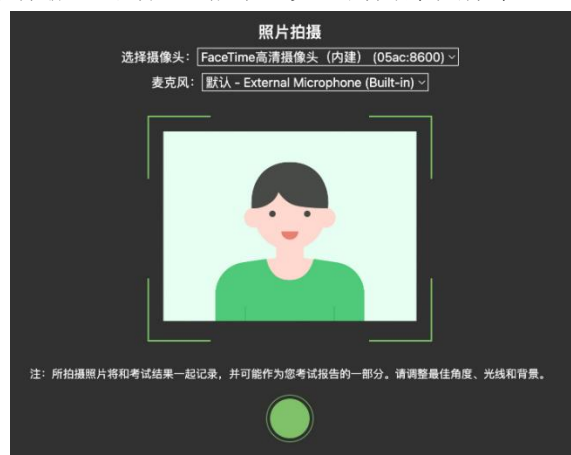 照片拍摄
选择摄像头： FaceTime高清摄像头（内建） (05ac:8600)
麦克风： 默认 - External Microphone (Built-in)
注：所拍摄照片将和考试结果一起记录，并可能作为您考试报告的一部分。请调整最佳角度、光线和背景。